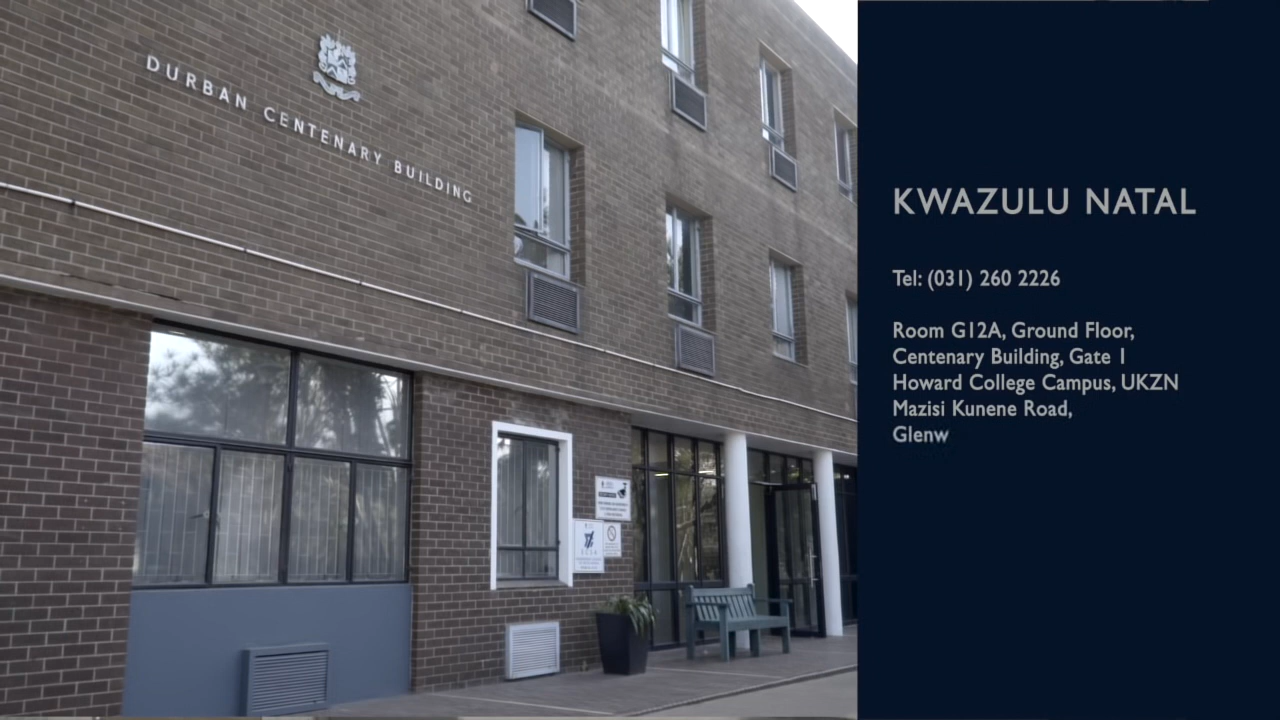 DURBAN CENTENARY BUILDING
KWAZULU NATAL
Tel: (031) 260 2226
Room G12A, Ground Floor,
Centenary Building, Gate 1
Howard College Campus, UKZN
Mazisi Kunene Road,
Glenw